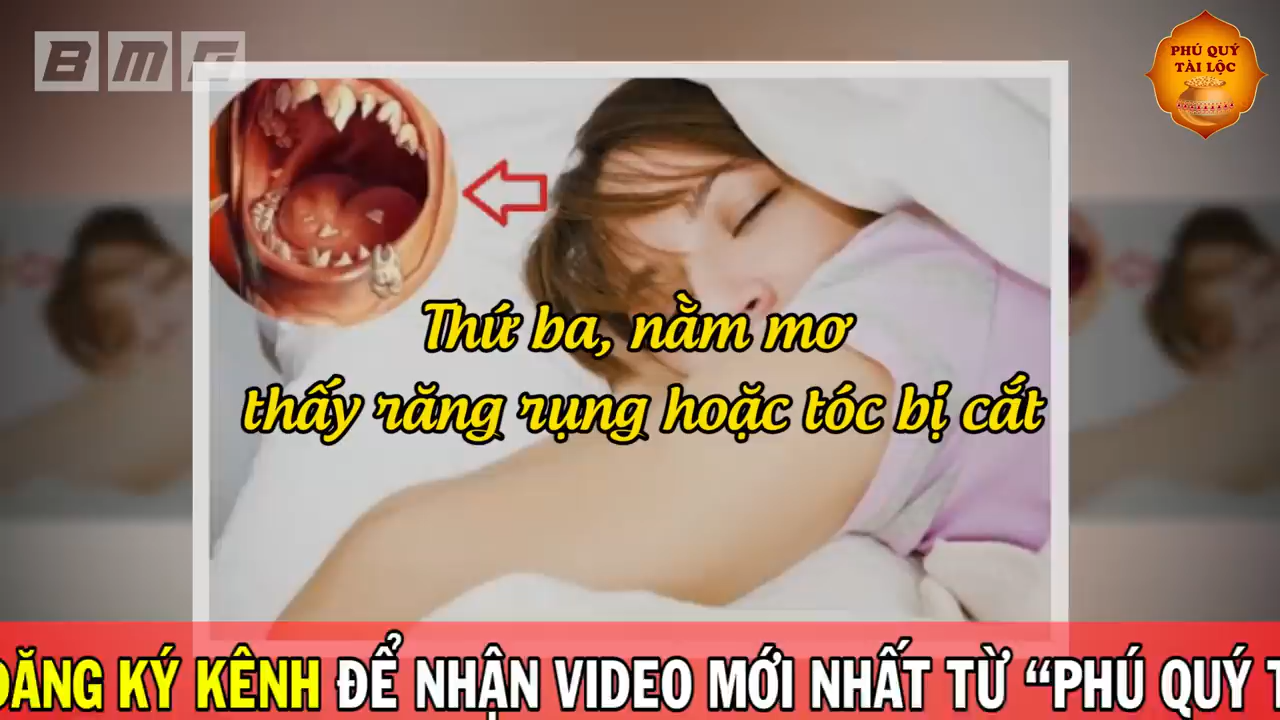 BMG
PHÚ QUÝ
TÀI LỘC
Thứ ba, nằm mơ
thấy răng rụng hoặc tóc bị cắt
ĐĂNG KÝ KÊNH ĐỂ NHẬN VIDEO MỚI NHẤT TỪ “PHÚ QUÝ T